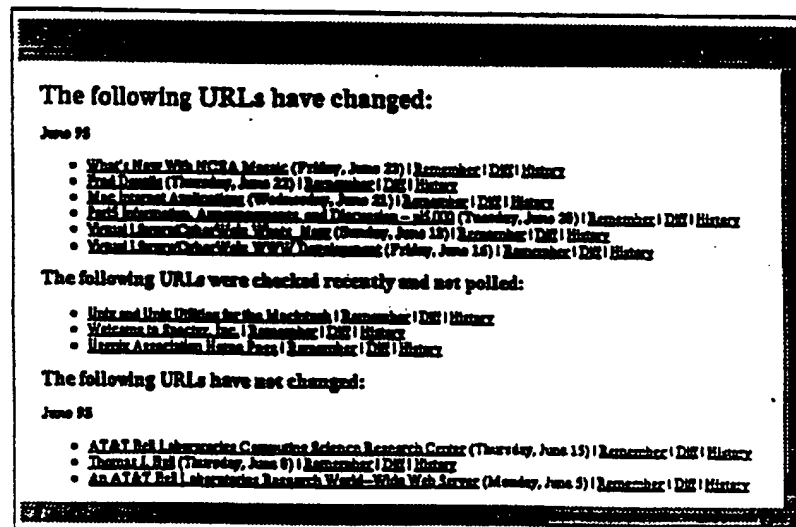 The following URLs have changed:
June 95
What's New With NCSA Mosaic (Friday, June 23) | Remember | Diff | History
Fred Douglis (Thursday, June 22) | Remember | Diff | History
Mac Internet Applications (Wednesday, June 21) | Remember | Diff | History
Perl5 Information, Announcements, and Discussion – (Tuesday, June 20) | Remember | Diff | History
Virtual Library/OtherWeb: What's New (Sunday, June 18) | Remember | Diff | History
Virtual Library/OtherWeb: WWW Development (Friday, June 16) | Remember | Diff | History
The following URLs were checked recently and not polled:
Unix and Unix Utilities for the Macintosh | Remember | Diff | History
Welcome to Inc. | Remember | Diff | History
Usenix Association Home Page | Remember | Diff | History
The following URLs have not changed:
June 95
AT&T Bell Laboratories Computing Science Research Center (Thursday, June 15) | Remember | Diff | History
Thomas J. Ball (Thursday, June 8) | Remember | Diff | History
An AT&T Bell Laboratories Research World–Wide Web Server (Monday, June 5) | Remember | Diff | History